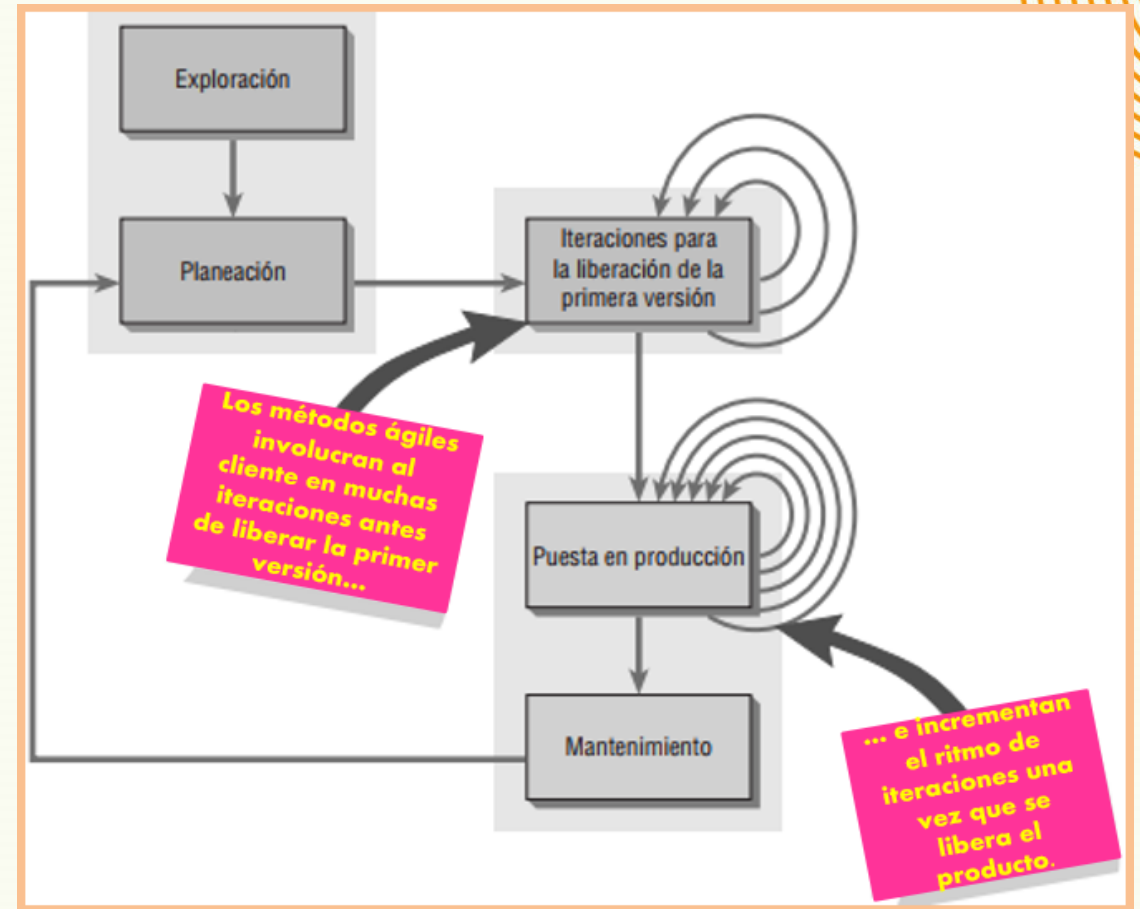 Exploración
Planeación
Iteraciones para
la liberación de la
primera versión
Los métodos ágiles
involucran al
cliente en muchas
iteraciones antes
de liberar la primer
versión...
Puesta en producción
Mantenimiento
... e incrementan
el ritmo de
iteraciones una
vez que se
libera el
producto.